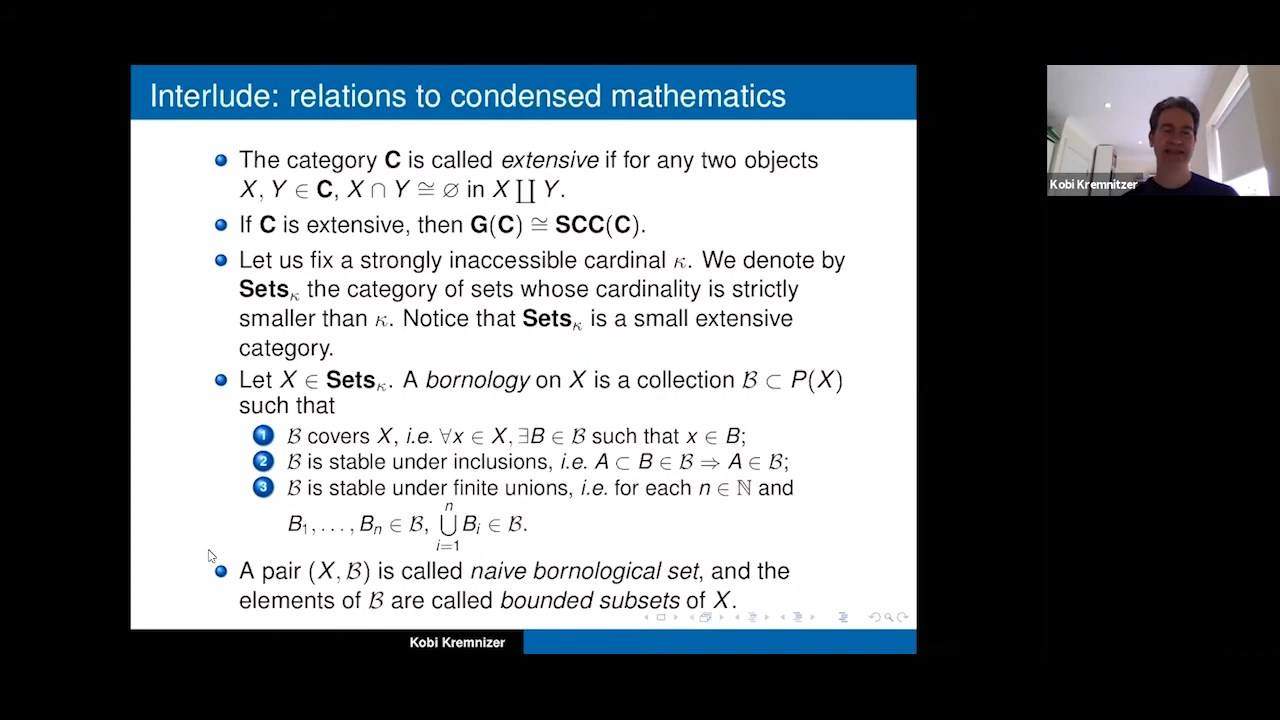 Interlude: relations to condensed mathematics
The category C is called extensive if for any two objects
X, Y ∈ C, X ∩ Y ≅ ∅ in X ∐ Y.
If C is extensive, then G(C) ≅ SCC(C).
Let us fix a strongly inaccessible cardinal κ. We denote by
Sets_κ the category of sets whose cardinality is strictly
smaller than κ. Notice that Sets_κ is a small extensive
category.
Let X ∈ Sets_κ. A bornology on X is a collection ℬ ⊂ P(X)
such that
1 ℬ covers X, i.e. ∀x ∈ X, ∃B ∈ ℬ such that x ∈ B;
2 ℬ is stable under inclusions, i.e. A ⊂ B ∈ ℬ ⇒ A ∈ ℬ;
3 ℬ is stable under finite unions, i.e. for each n ∈ ℕ and
B₁, . . . , Bₙ ∈ ℬ, ⋃_{i=1}^{n} B_i ∈ ℬ.
A pair (X, ℬ) is called naive bornological set, and the
elements of ℬ are called bounded subsets of X.
Kobi Kremnizer
Kobi Kremnitzer